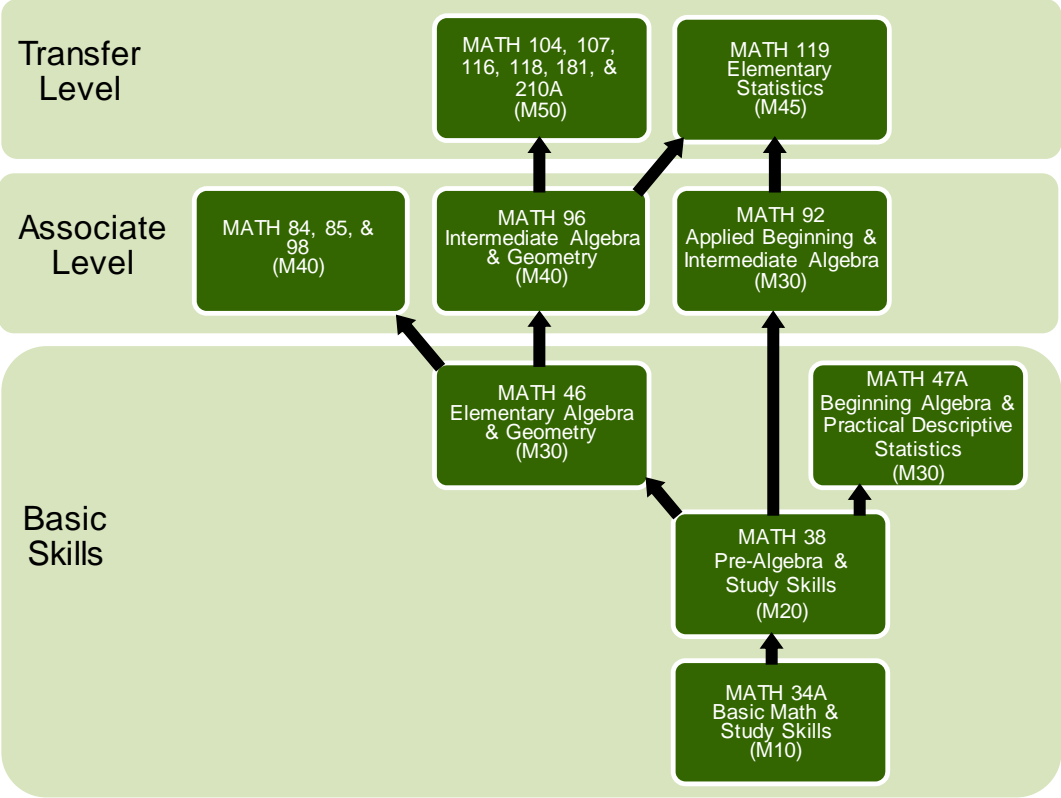 Transfer
Level
MATH 104, 107,
116, 118, 181, &
210A
(M50)
MATH 119
Elementary
Statistics
(M45)
Associate
Level
MATH 84, 85, &
98
(M40)
MATH 96
Intermediate Algebra
& Geometry
(M40)
MATH 92
Applied Beginning &
Intermediate Algebra
(M30)
Basic
Skills
MATH 46
Elementary Algebra
& Geometry
(M30)
MATH 47A
Beginning Algebra &
Practical Descriptive
Statistics
(M30)
MATH 38
Pre-Algebra &
Study Skills
(M20)
MATH 34A
Basic Math &
Study Skills
(M10)